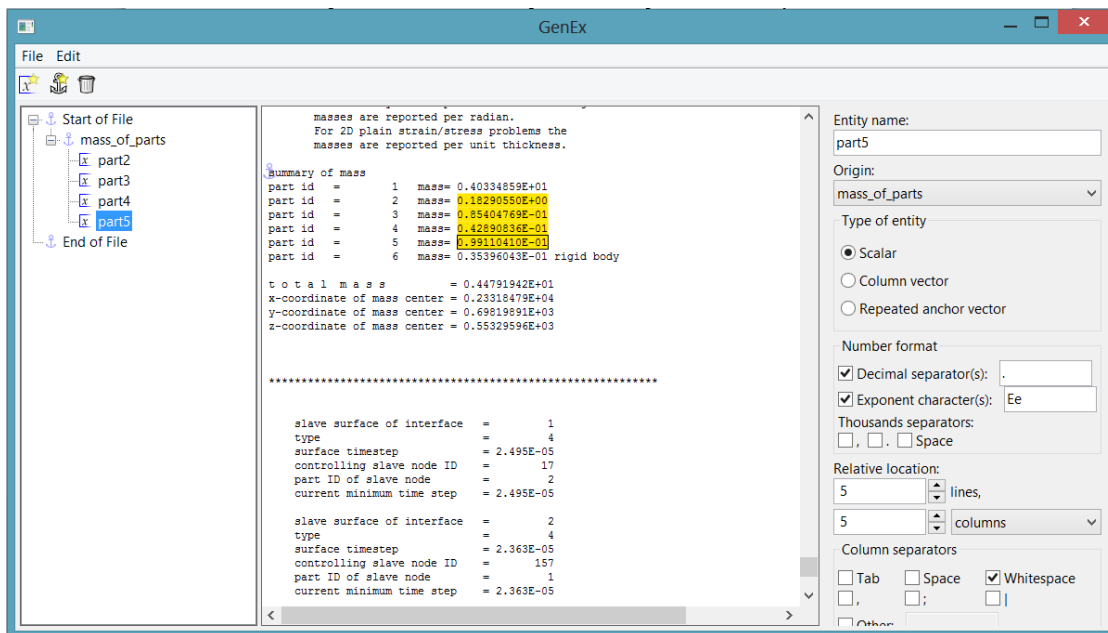 GenEx
File Edit
Start of File
mass_of_parts
x part2
x part3
x part4
x part5
End of File
masses are reported per radian.
For 2D plain strain/stress problems the
masses are reported per unit thickness.
summary of mass
part id = 1 mass= 0.40334859E+01
part id = 2 mass= 0.18290550E+00
part id = 3 mass= 0.85404769E-01
part id = 4 mass= 0.42890836E-01
part id = 5 mass= 0.99110410E-01
part id = 6 mass= 0.35396043E-01 rigid body
t o t a l m a s s = 0.44791942E+01
x-coordinate of mass center = 0.23318479E+04
y-coordinate of mass center = 0.69819891E+03
z-coordinate of mass center = 0.55329596E+03
************************************************************
slave surface of interface = 1
type = 4
surface timestep = 2.495E-05
controlling slave node ID = 17
part ID of slave node = 2
current minimum time step = 2.495E-05
slave surface of interface = 2
type = 4
surface timestep = 2.363E-05
controlling slave node ID = 157
part ID of slave node = 1
current minimum time step = 2.363E-05
Entity name:
part5
Origin:
mass_of_parts
Type of entity
Scalar
Column vector
Repeated anchor vector
Number format
Decimal separator(s): .
Exponent character(s): Ee
Thousands separators:
, . Space
Relative location:
5 lines,
5 columns
Column separators
Tab Space Whitespace
, ; |
Other: